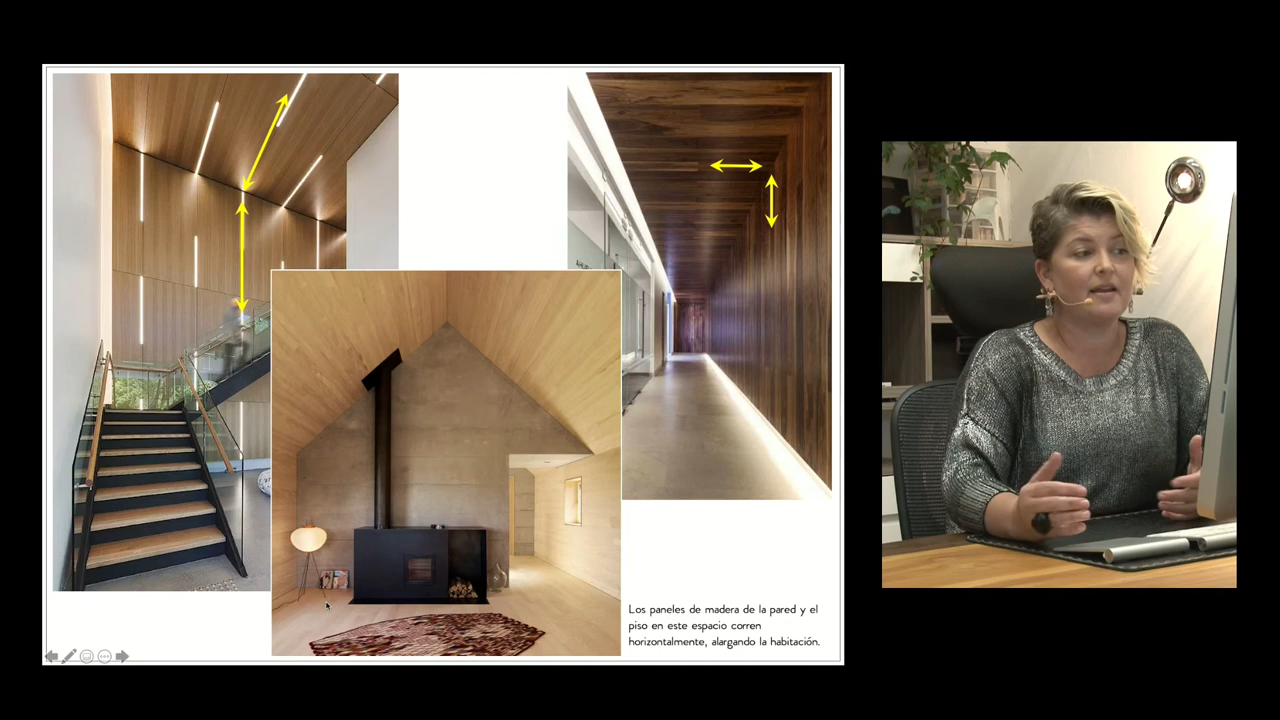 Los paneles de madera de la pared y el
piso en este espacio corren
horizontalmente, alargando la habitación.